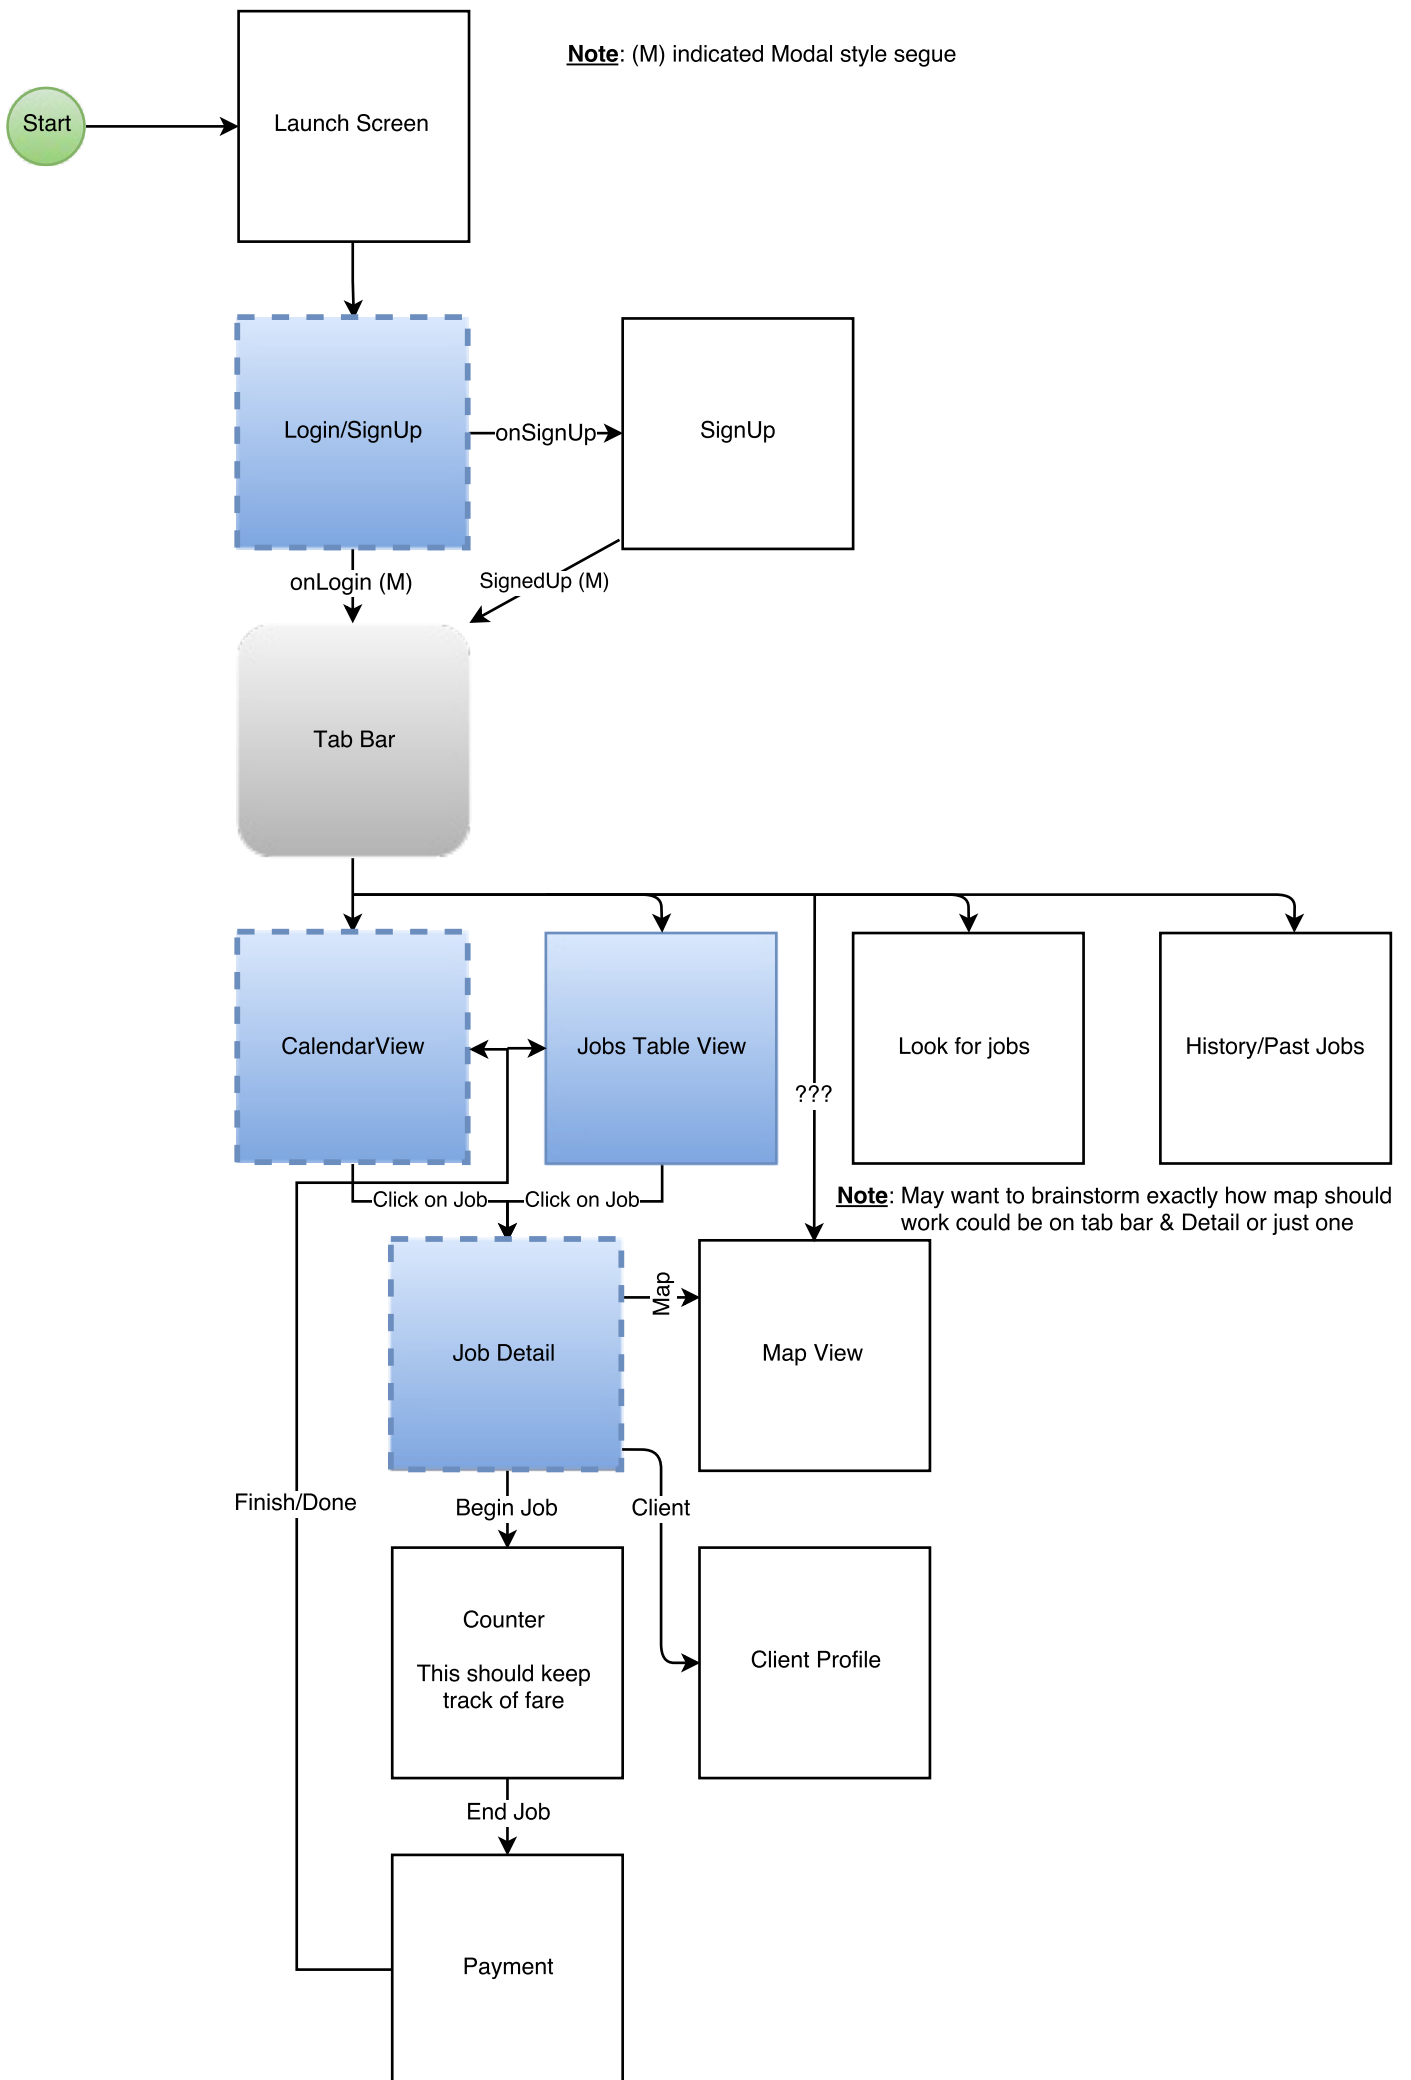 Note: (M) indicated Modal style segue
Start
Launch Screen
Login/SignUp
onSignUp
SignUp
onLogin (M)
SignedUp (M)
Tab Bar
CalendarView
Jobs Table View
Look for jobs
History/Past Jobs
???
Click on Job
Click on Job
Note: May want to brainstorm exactly how map should
work could be on tab bar & Detail or just one
Job Detail
Map
Map View
Finish/Done
Begin Job
Client
Counter
This should keep
track of fare
Client Profile
End Job
Payment